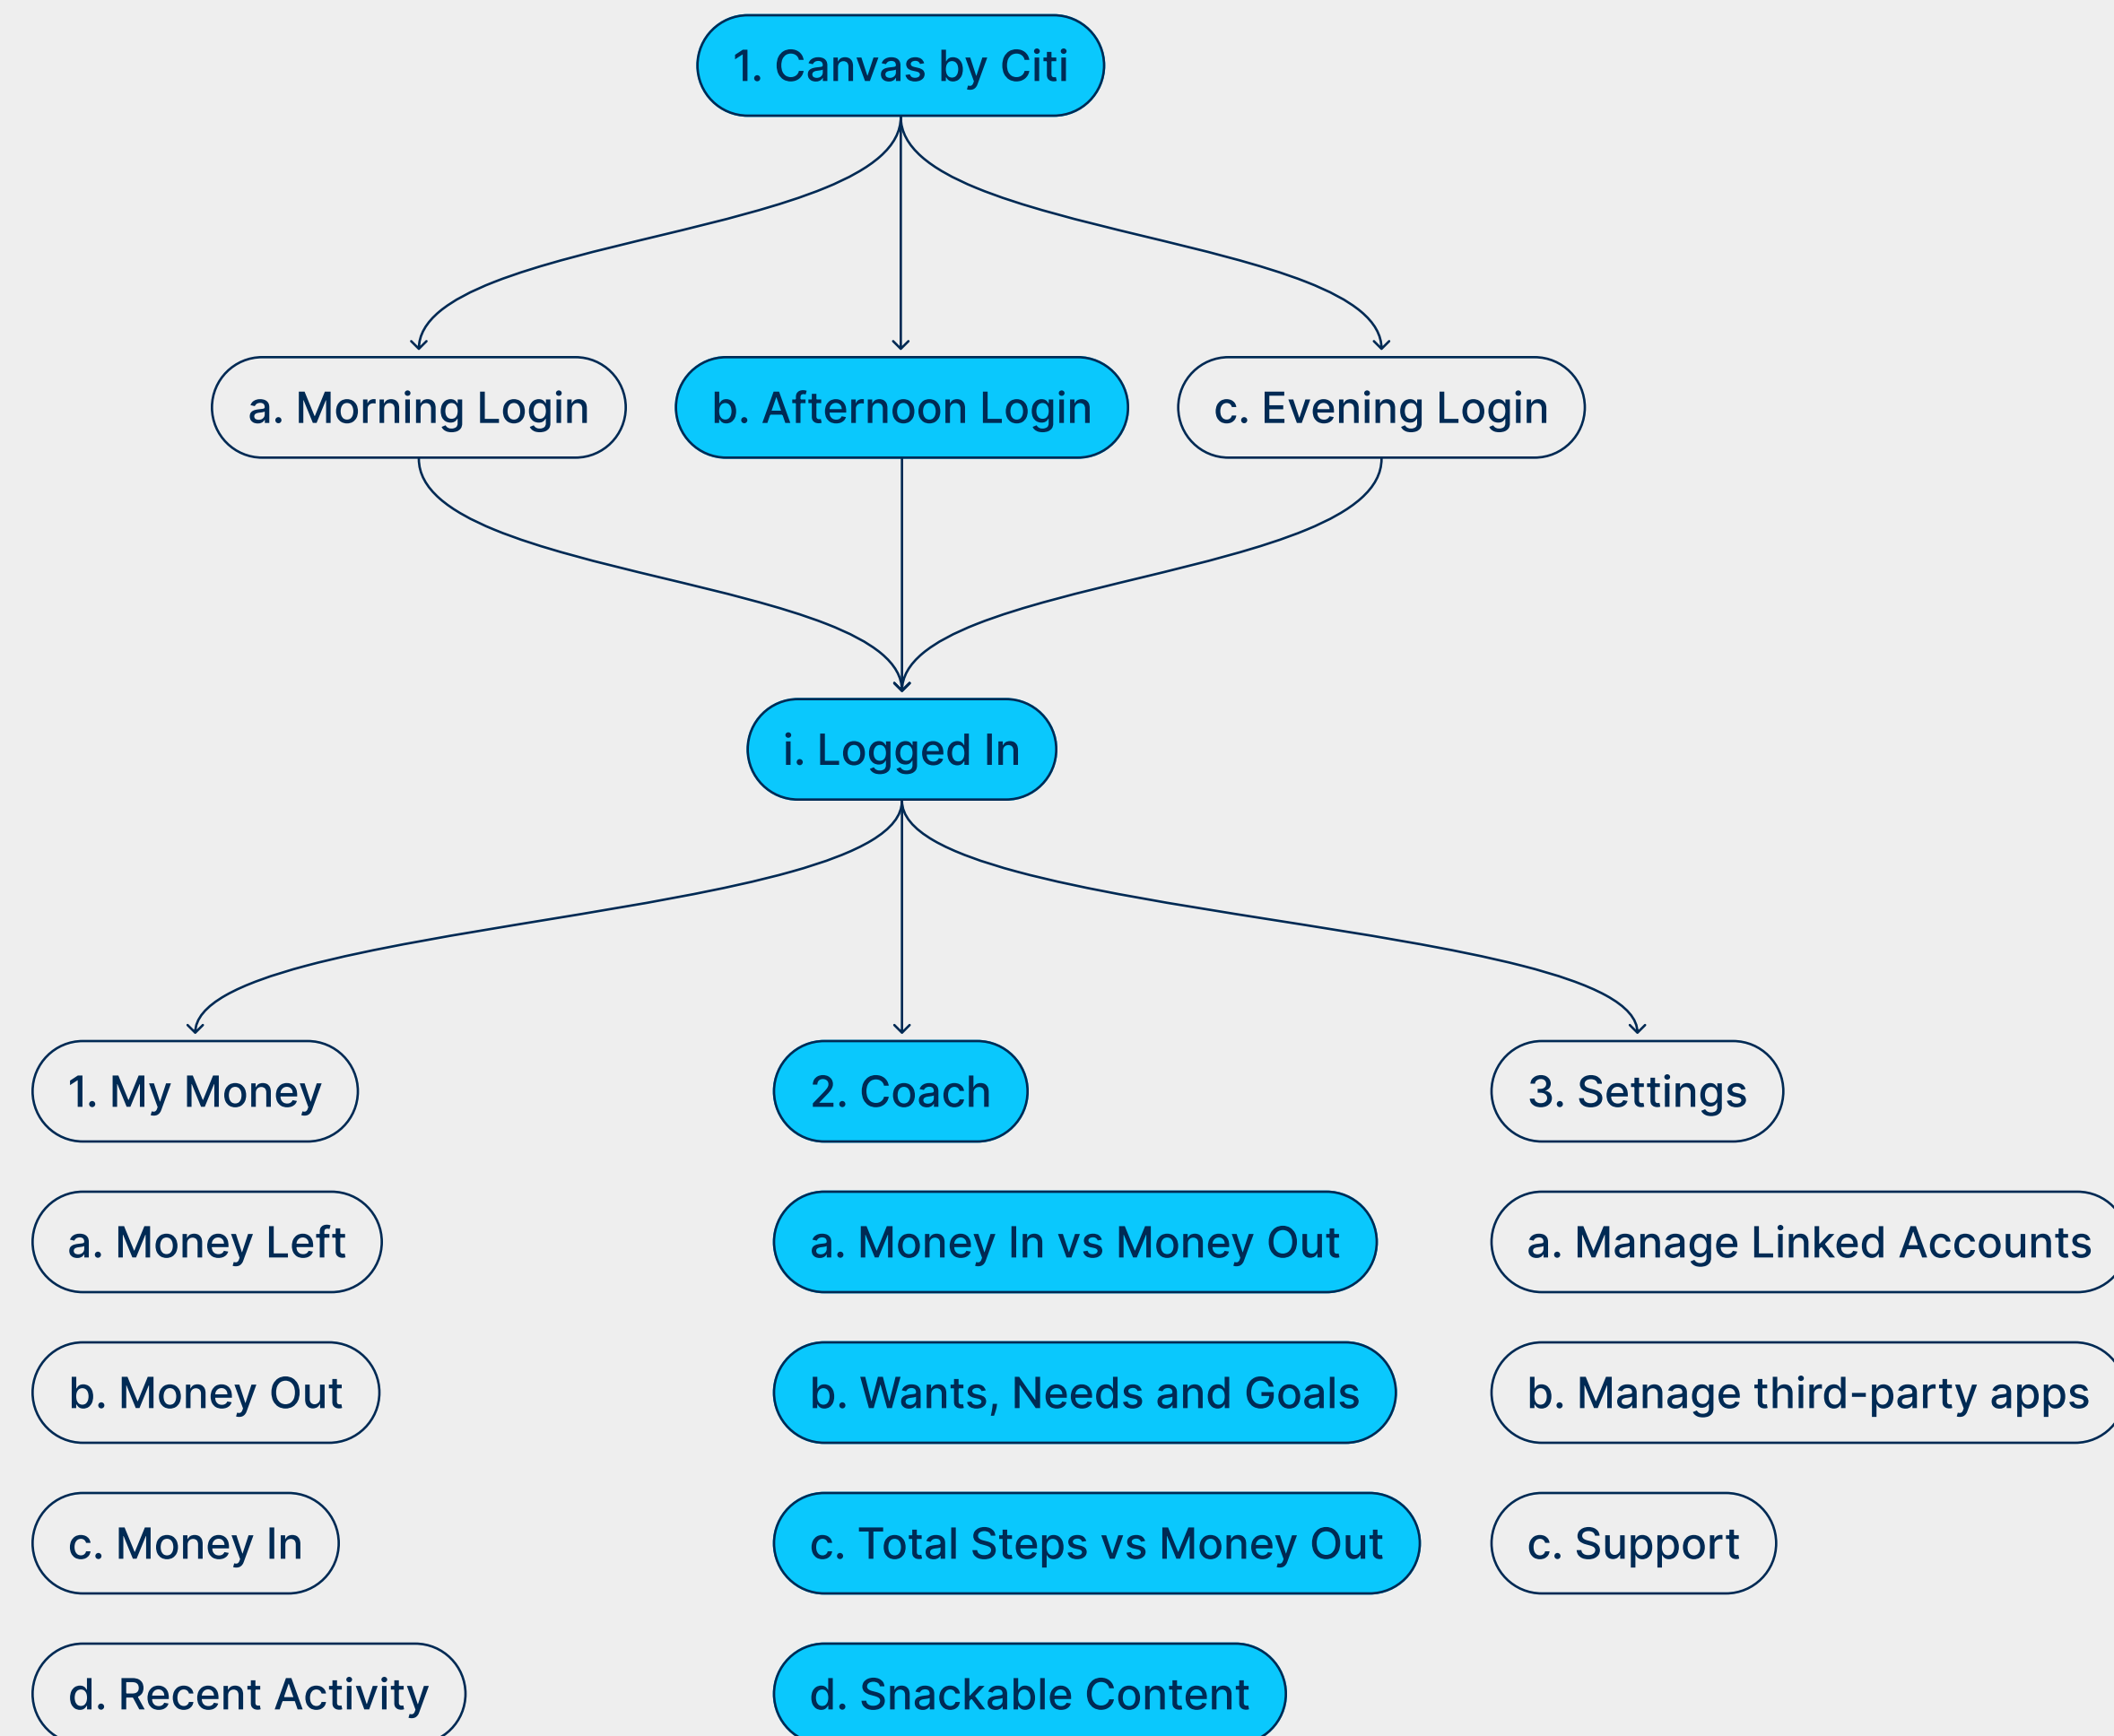 1. Canvas by Citi
a. Morning Login
b. Afternoon Login
c. Evening Login
i. Logged In
1. My Money
2. Coach
3. Settings
a. Money Left
a. Money In vs Money Out
a. Manage Linked Accounts
b. Money Out
b. Wants, Needs and Goals
b. Manage third-party apps
c. Money In
c. Total Steps vs Money Out
c. Support
d. Recent Activity
d. Snackable Content